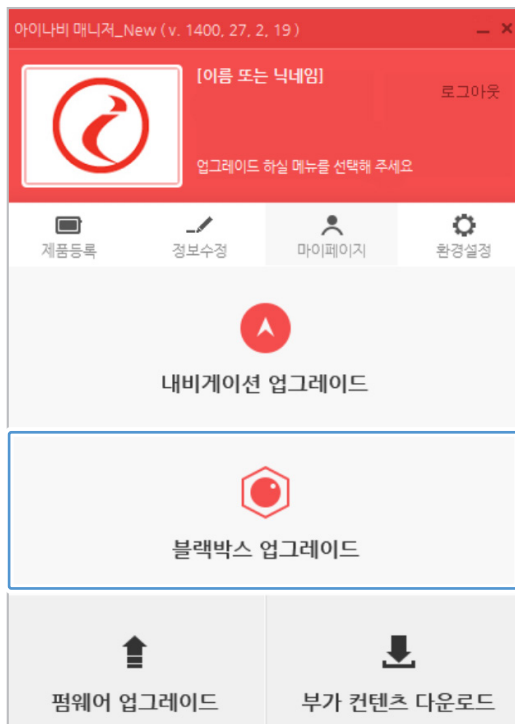 아이나비 매니저_New ( v. 1400, 27, 2, 19 )
[이름 또는 닉네임]
로그아웃
업그레이드 하실 메뉴를 선택해 주세요
제품등록 정보수정 마이페이지 환경설정
내비게이션 업그레이드
블랙박스 업그레이드
펌웨어 업그레이드 부가 컨텐츠 다운로드